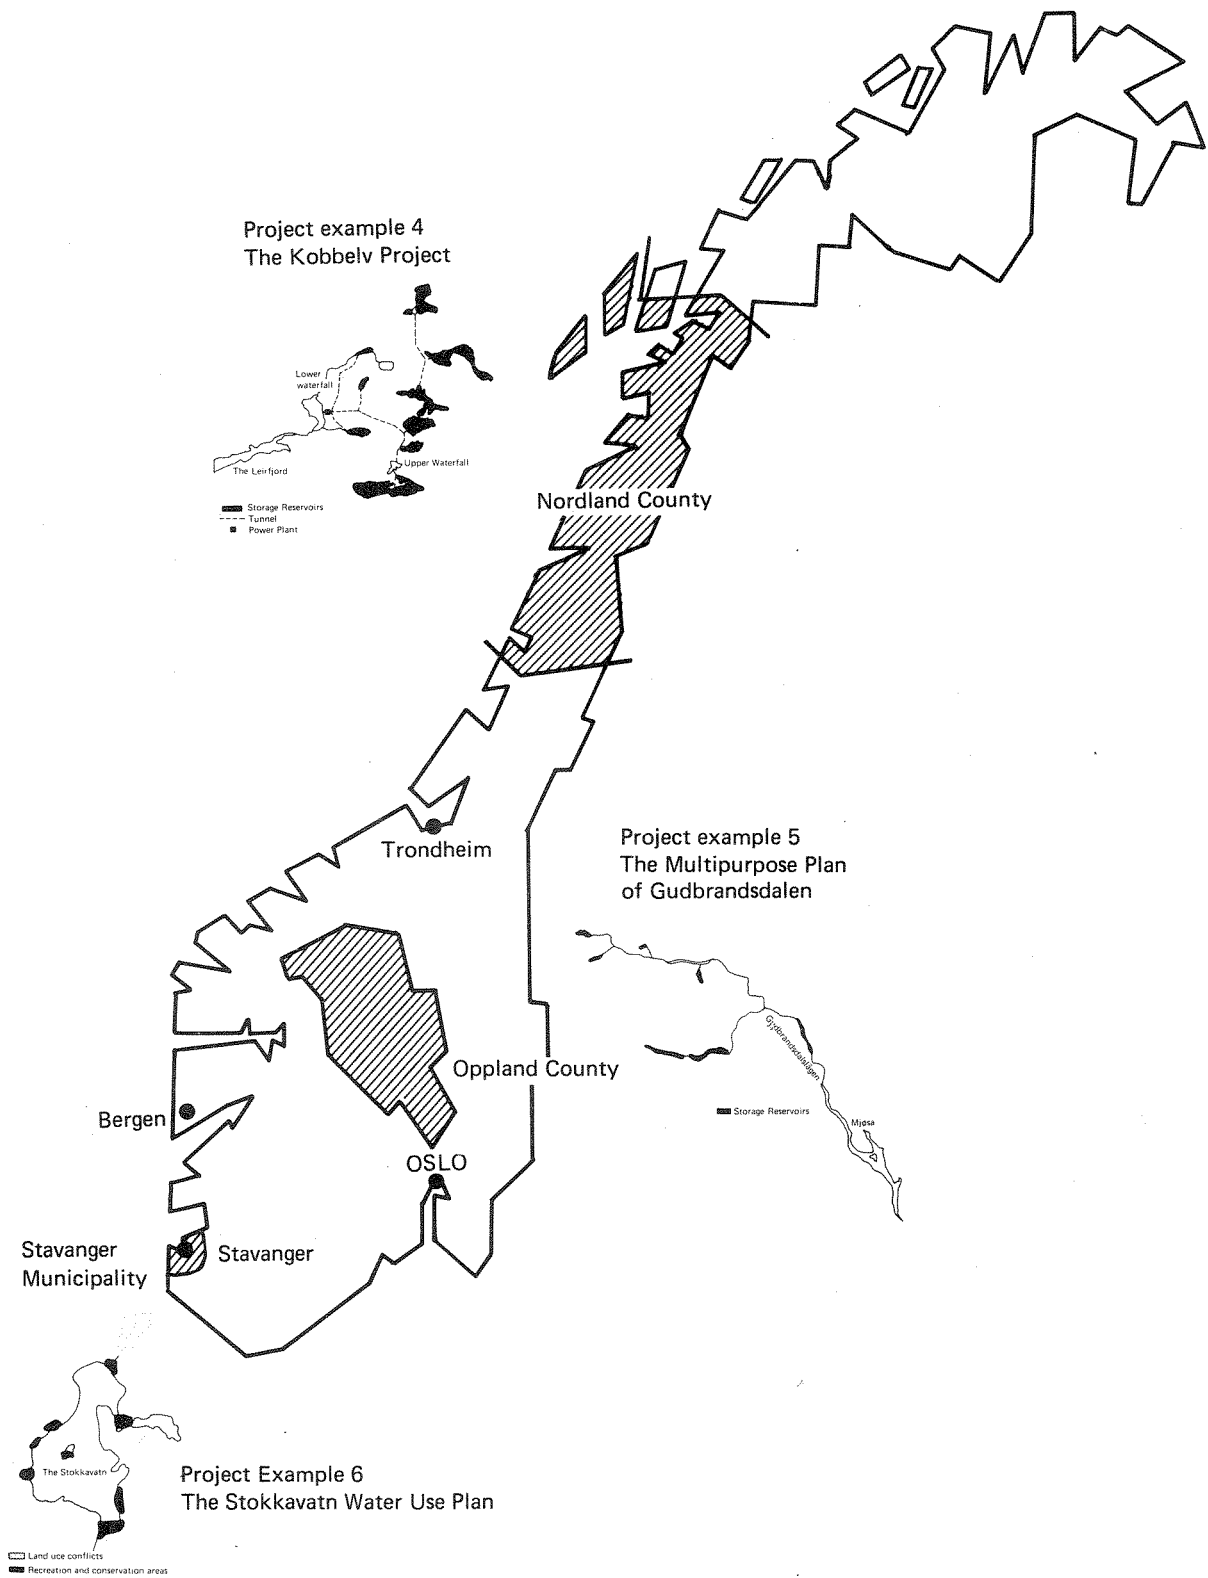 Project example 4
The Kobbelv Project
Lower
waterfall
The Leirfjord
Upper Waterfall
Storage Reservoirs
Tunnel
Power Plant
Nordland County
Trondheim
Project example 5
The Multipurpose Plan
of Gudbrandsdalen
Gudbrandsdalslågen
Storage Reservoirs
Mjøsa
Oppland County
Bergen
OSLO
Stavanger
Municipality
Stavanger
The Stokkavatn
Project Example 6
The Stokkavatn Water Use Plan
Land uce conflicts
Recreation and conservation areas